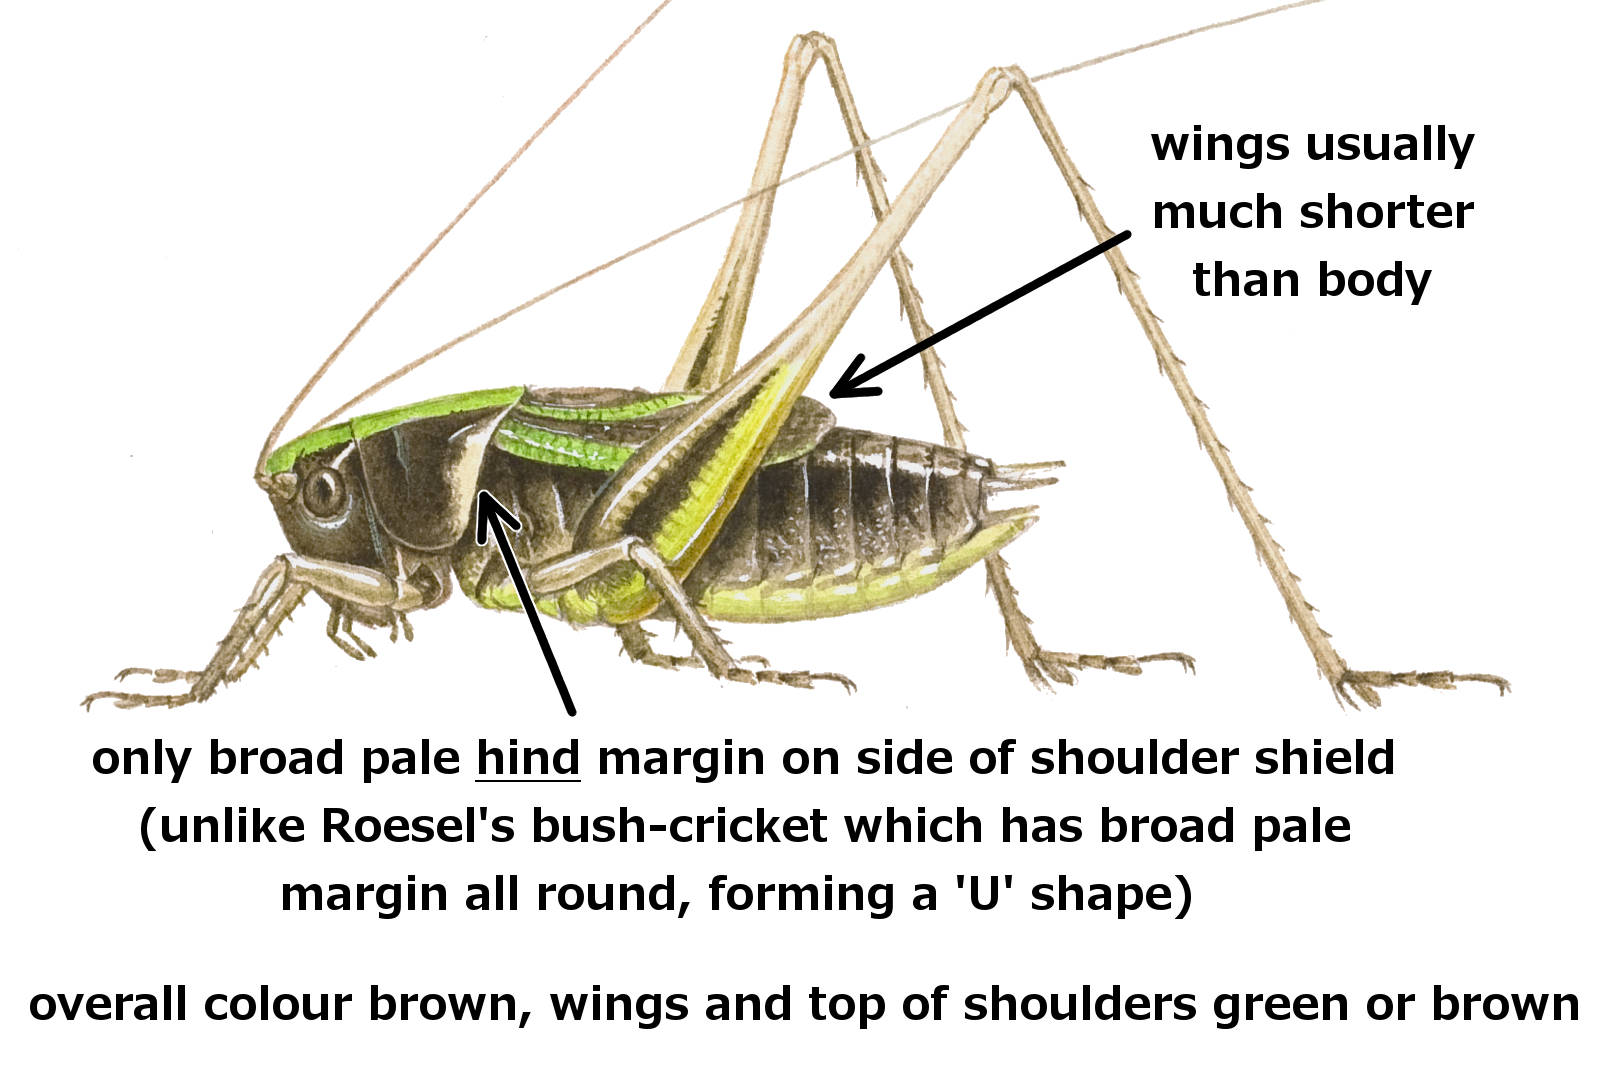 wings usually
much shorter
than body
only broad pale hind margin on side of shoulder shield
(unlike Roesel's bush-cricket which has broad pale
margin all round, forming a 'U' shape)
overall colour brown, wings and top of shoulders green or brown